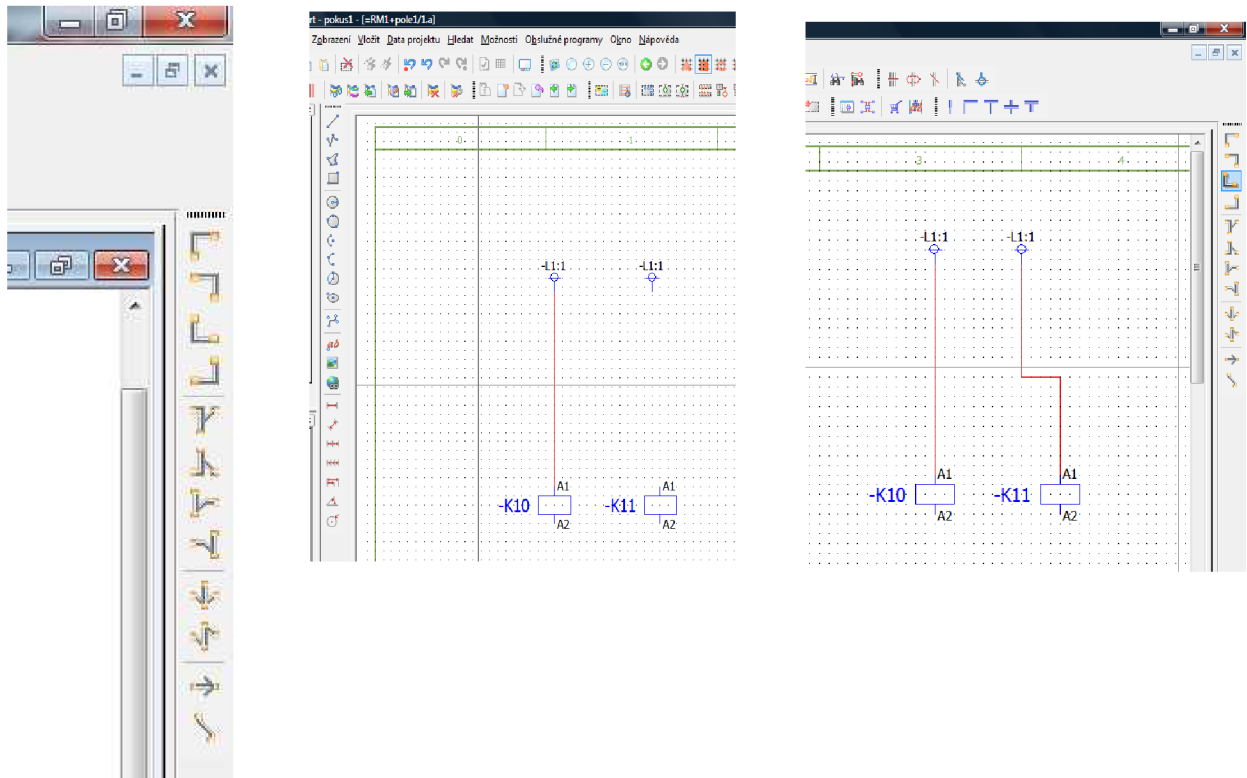 rt - pokus1 - [=RM1+pole1/1.a]
Zobrazení Vložit Data projektu Hledat Možnosti Obslužné programy Okno Nápověda
0 1
-L1:1 -L1:1
ab
A1 A1
-K10 -K11
A2 A2
3 4
-L1:1 -L1:1
A1 A1
-K10 -K11
A2 A2